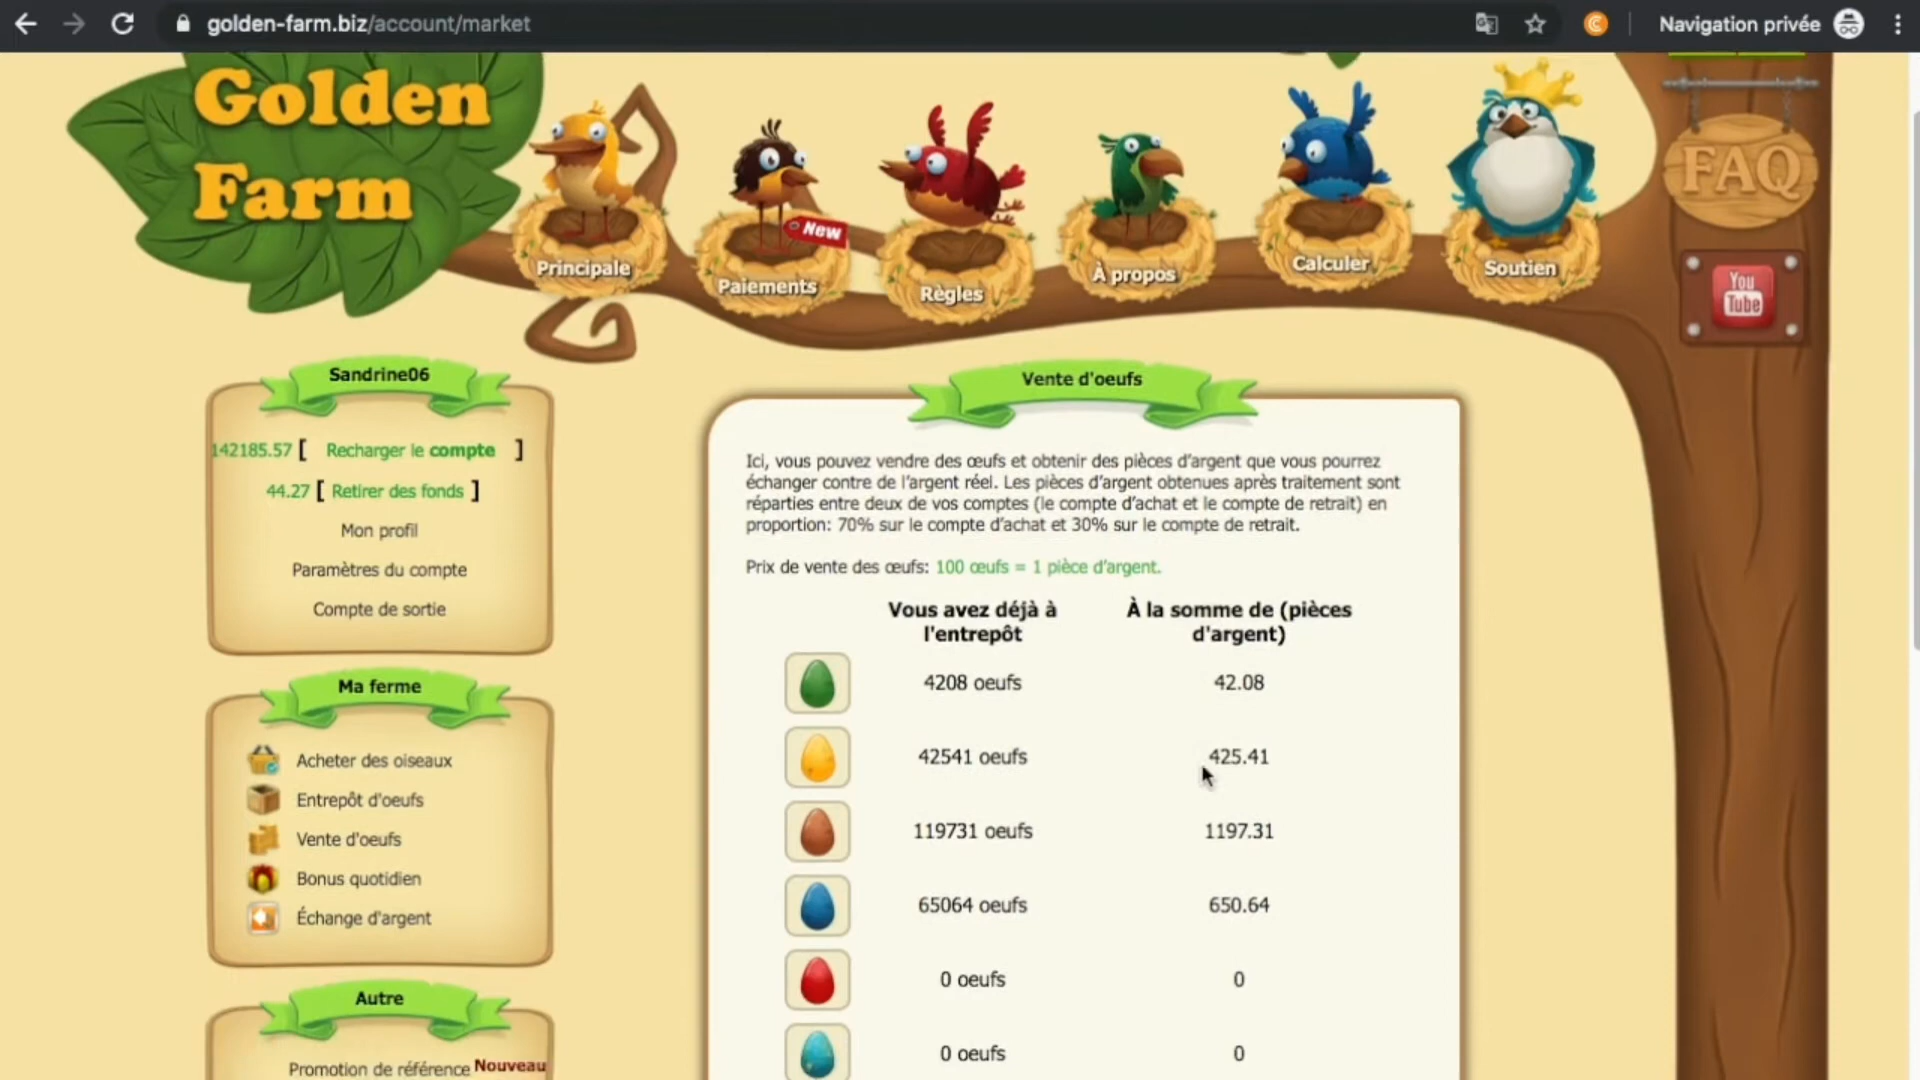 golden-farm.biz/account/market
Navigation privée
Golden
Farm
Principale
Paiements
New
Règles
À propos
Calculer
Soutien
FAQ
You
Tube
Sandrine06
142185.57 [ Recharger le compte ]
44.27 [ Retirer des fonds ]
Mon profil
Paramètres du compte
Compte de sortie
Ma ferme
Acheter des oiseaux
Entrepôt d'oeufs
Vente d'oeufs
Bonus quotidien
Échange d'argent
Autre
Promotion de référence Nouveau
Vente d'oeufs
Ici, vous pouvez vendre des œufs et obtenir des pièces d’argent que vous pourrez
échanger contre de l’argent réel. Les pièces d’argent obtenues après traitement sont
réparties entre deux de vos comptes (le compte d’achat et le compte de retrait) en
proportion: 70% sur le compte d’achat et 30% sur le compte de retrait.
Prix de vente des œufs: 100 œufs = 1 pièce d’argent.
Vous avez déjà à
l'entrepôt
À la somme de (pièces
d'argent)
4208 oeufs 42.08
42541 oeufs 425.41
119731 oeufs 1197.31
65064 oeufs 650.64
0 oeufs 0
0 oeufs 0